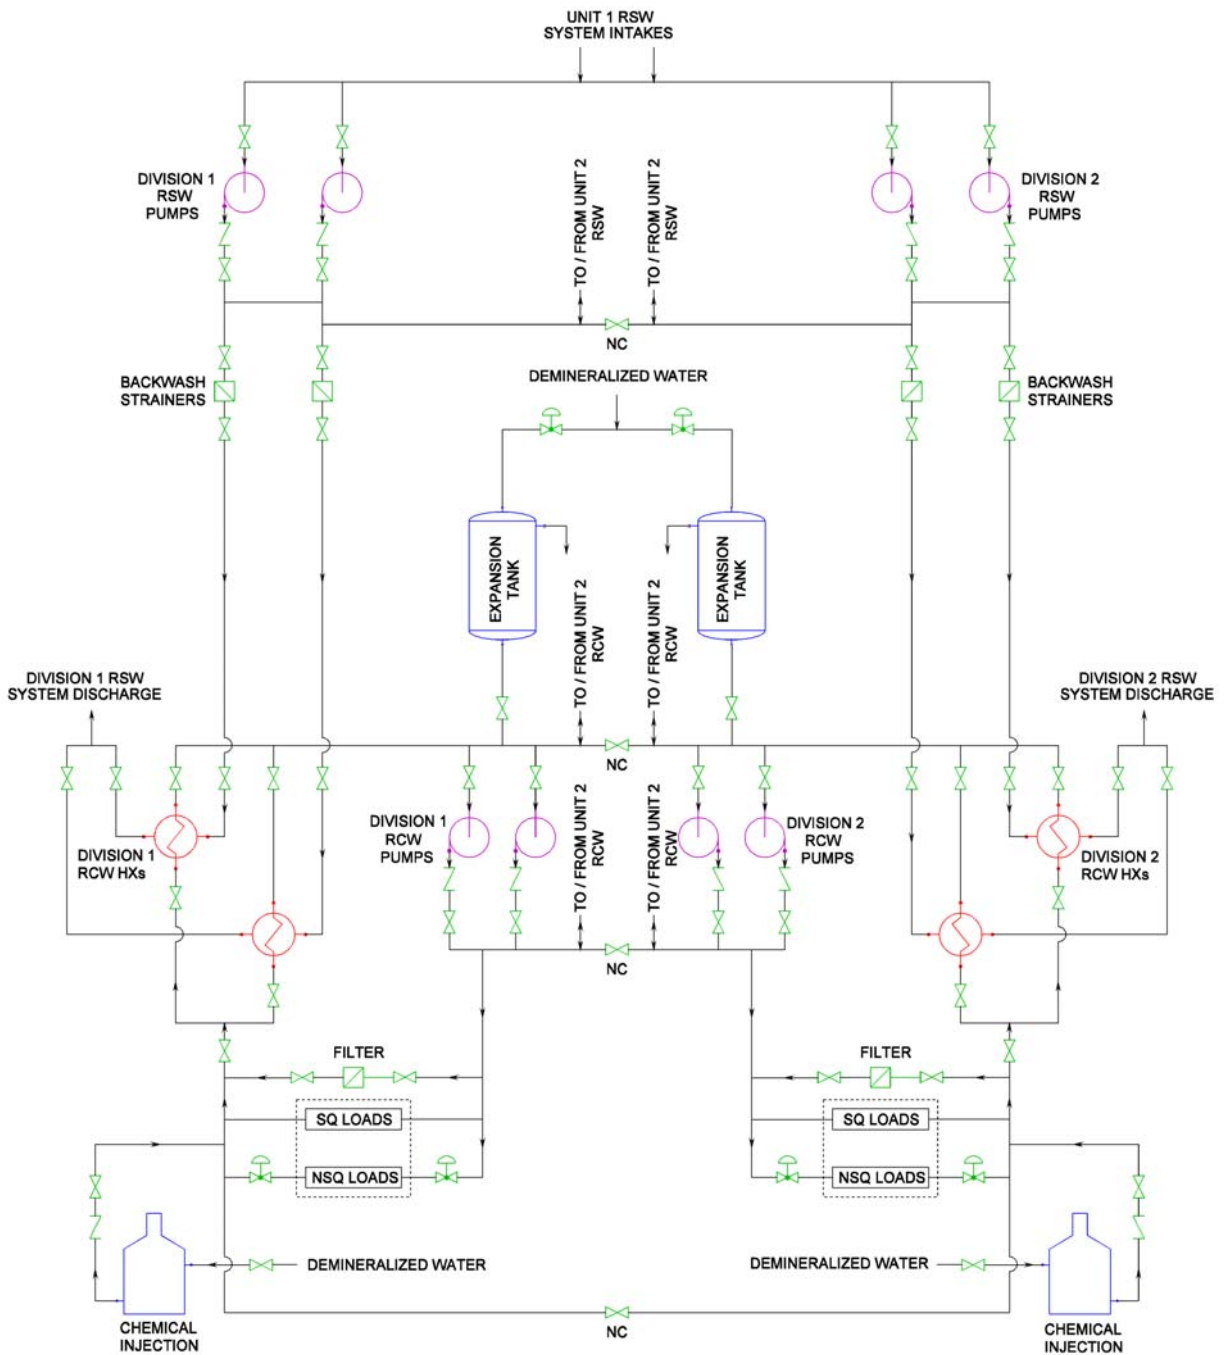 UNIT 1 RSW
SYSTEM INTAKES
DIVISION 1
RSW
PUMPS
TO / FROM UNIT 2
RSW
TO / FROM UNIT 2
RSW
DIVISION 2
RSW
PUMPS
NC
BACKWASH
STRAINERS
DEMINERALIZED WATER
BACKWASH
STRAINERS
EXPANSION
TANK
EXPANSION
TANK
TO / FROM UNIT 2
RCW
TO / FROM UNIT 2
RCW
DIVISION 1 RSW
SYSTEM DISCHARGE
DIVISION 2 RSW
SYSTEM DISCHARGE
NC
DIVISION 1
RCW HXs
DIVISION 1
RCW
PUMPS
TO / FROM UNIT 2
RCW
TO / FROM UNIT 2
RCW
DIVISION 2
RCW
PUMPS
DIVISION 2
RCW HXs
NC
FILTER
FILTER
SQ LOADS
SQ LOADS
NSQ LOADS
NSQ LOADS
DEMINERALIZED WATER
DEMINERALIZED WATER
CHEMICAL
INJECTION
NC
CHEMICAL
INJECTION